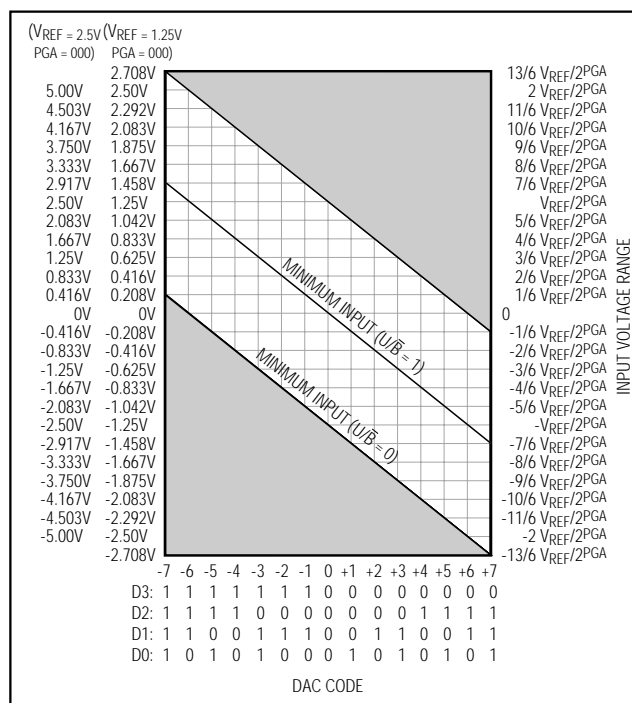 (VREF = 2.5V (VREF = 1.25V
PGA = 000) PGA = 000)
2.708V 13/6 VREF/2PGA
5.00V 2.50V 2 VREF/2PGA
4.503V 2.292V 11/6 VREF/2PGA
4.167V 2.083V 10/6 VREF/2PGA
3.750V 1.875V 9/6 VREF/2PGA
3.333V 1.667V 8/6 VREF/2PGA
2.917V 1.458V 7/6 VREF/2PGA
2.50V 1.25V VREF/2PGA
2.083V 1.042V 5/6 VREF/2PGA
1.667V 0.833V 4/6 VREF/2PGA
1.25V 0.625V 3/6 VREF/2PGA
0.833V 0.416V 2/6 VREF/2PGA
0.416V 0.208V 1/6 VREF/2PGA
0V 0V 0
-0.416V -0.208V -1/6 VREF/2PGA
-0.833V -0.416V -2/6 VREF/2PGA
-1.25V -0.625V -3/6 VREF/2PGA
-1.667V -0.833V -4/6 VREF/2PGA
-2.083V -1.042V -5/6 VREF/2PGA
-2.50V -1.25V -VREF/2PGA
-2.917V -1.458V -7/6 VREF/2PGA
-3.333V -1.667V -8/6 VREF/2PGA
-3.750V -1.875V -9/6 VREF/2PGA
-4.167V -2.083V -10/6 VREF/2PGA
-4.503V -2.292V -11/6 VREF/2PGA
-5.00V -2.50V -2 VREF/2PGA
-2.708V -13/6 VREF/2PGA
MINIMUM INPUT (U/B̅ = 1)
MINIMUM INPUT (U/B̅ = 0)
INPUT VOLTAGE RANGE
-7 -6 -5 -4 -3 -2 -1 0 +1 +2 +3 +4 +5 +6 +7
D3: 1 1 1 1 1 1 1 0 0 0 0 0 0 0 0
D2: 1 1 1 1 0 0 0 0 0 0 0 1 1 1 1
D1: 1 1 0 0 1 1 1 0 0 1 1 0 0 1 1
D0: 1 0 1 0 1 0 0 0 1 0 1 0 1 0 1
DAC CODE